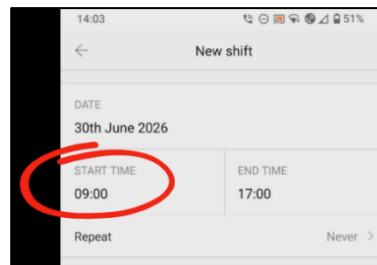 14:03 51%
New shift
DATE
30th June 2026
START TIME END TIME
09:00 17:00
Repeat Never